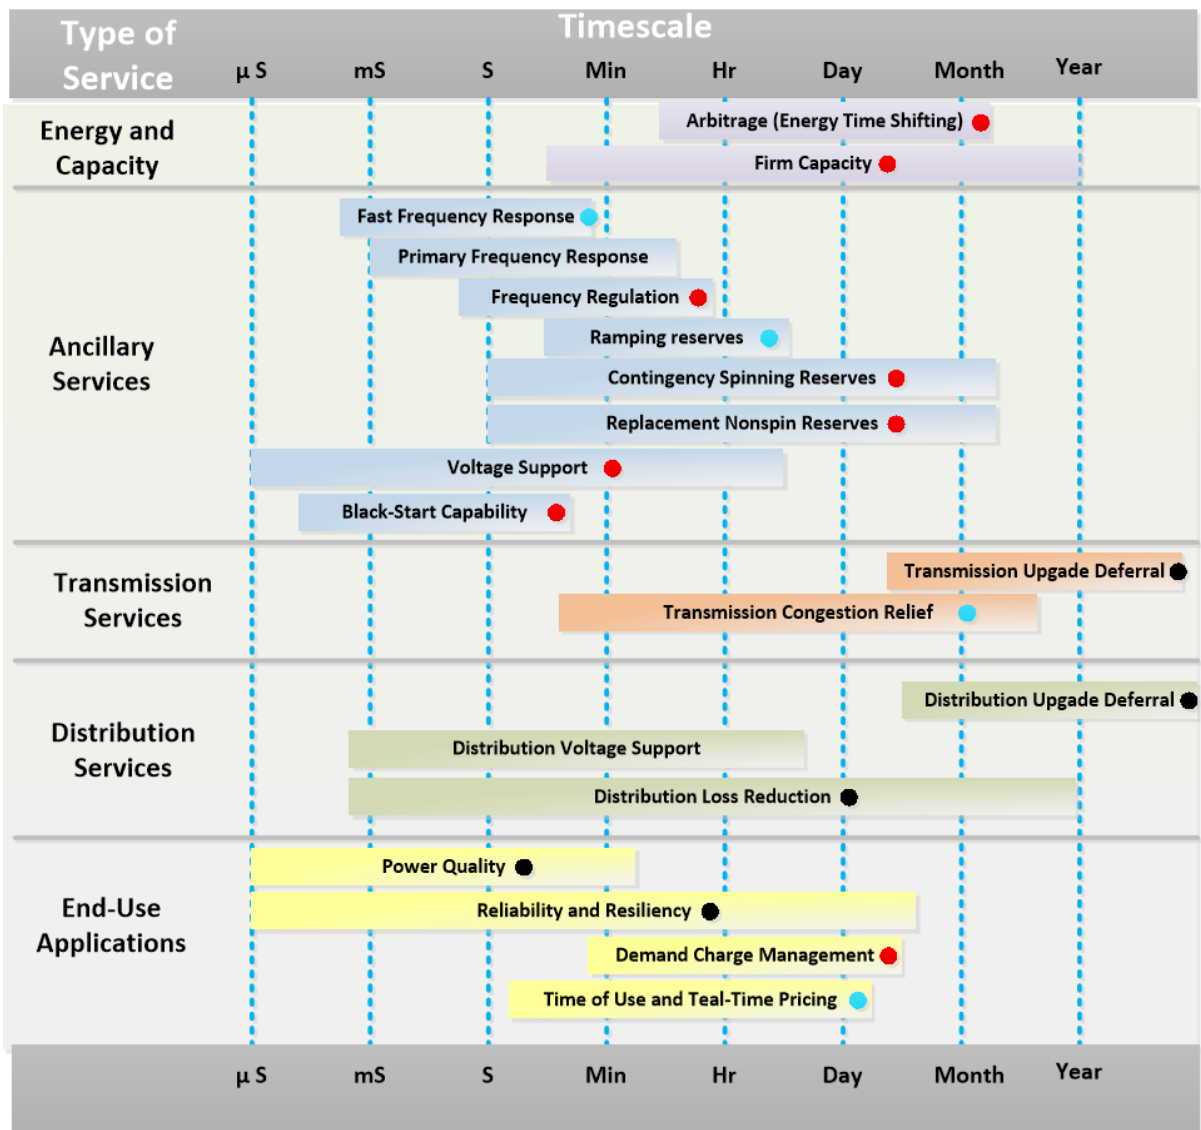 Type of
Service
Timescale
µ S mS S Min Hr Day Month Year
Energy and
Capacity
Arbitrage (Energy Time Shifting)
Firm Capacity
Ancillary
Services
Fast Frequency Response
Primary Frequency Response
Frequency Regulation
Ramping reserves
Contingency Spinning Reserves
Replacement Nonspin Reserves
Voltage Support
Black-Start Capability
Transmission
Services
Transmission Upgade Deferral
Transmission Congestion Relief
Distribution
Services
Distribution Upgade Deferral
Distribution Voltage Support
Distribution Loss Reduction
End-Use
Applications
Power Quality
Reliability and Resiliency
Demand Charge Management
Time of Use and Teal-Time Pricing
µ S mS S Min Hr Day Month Year